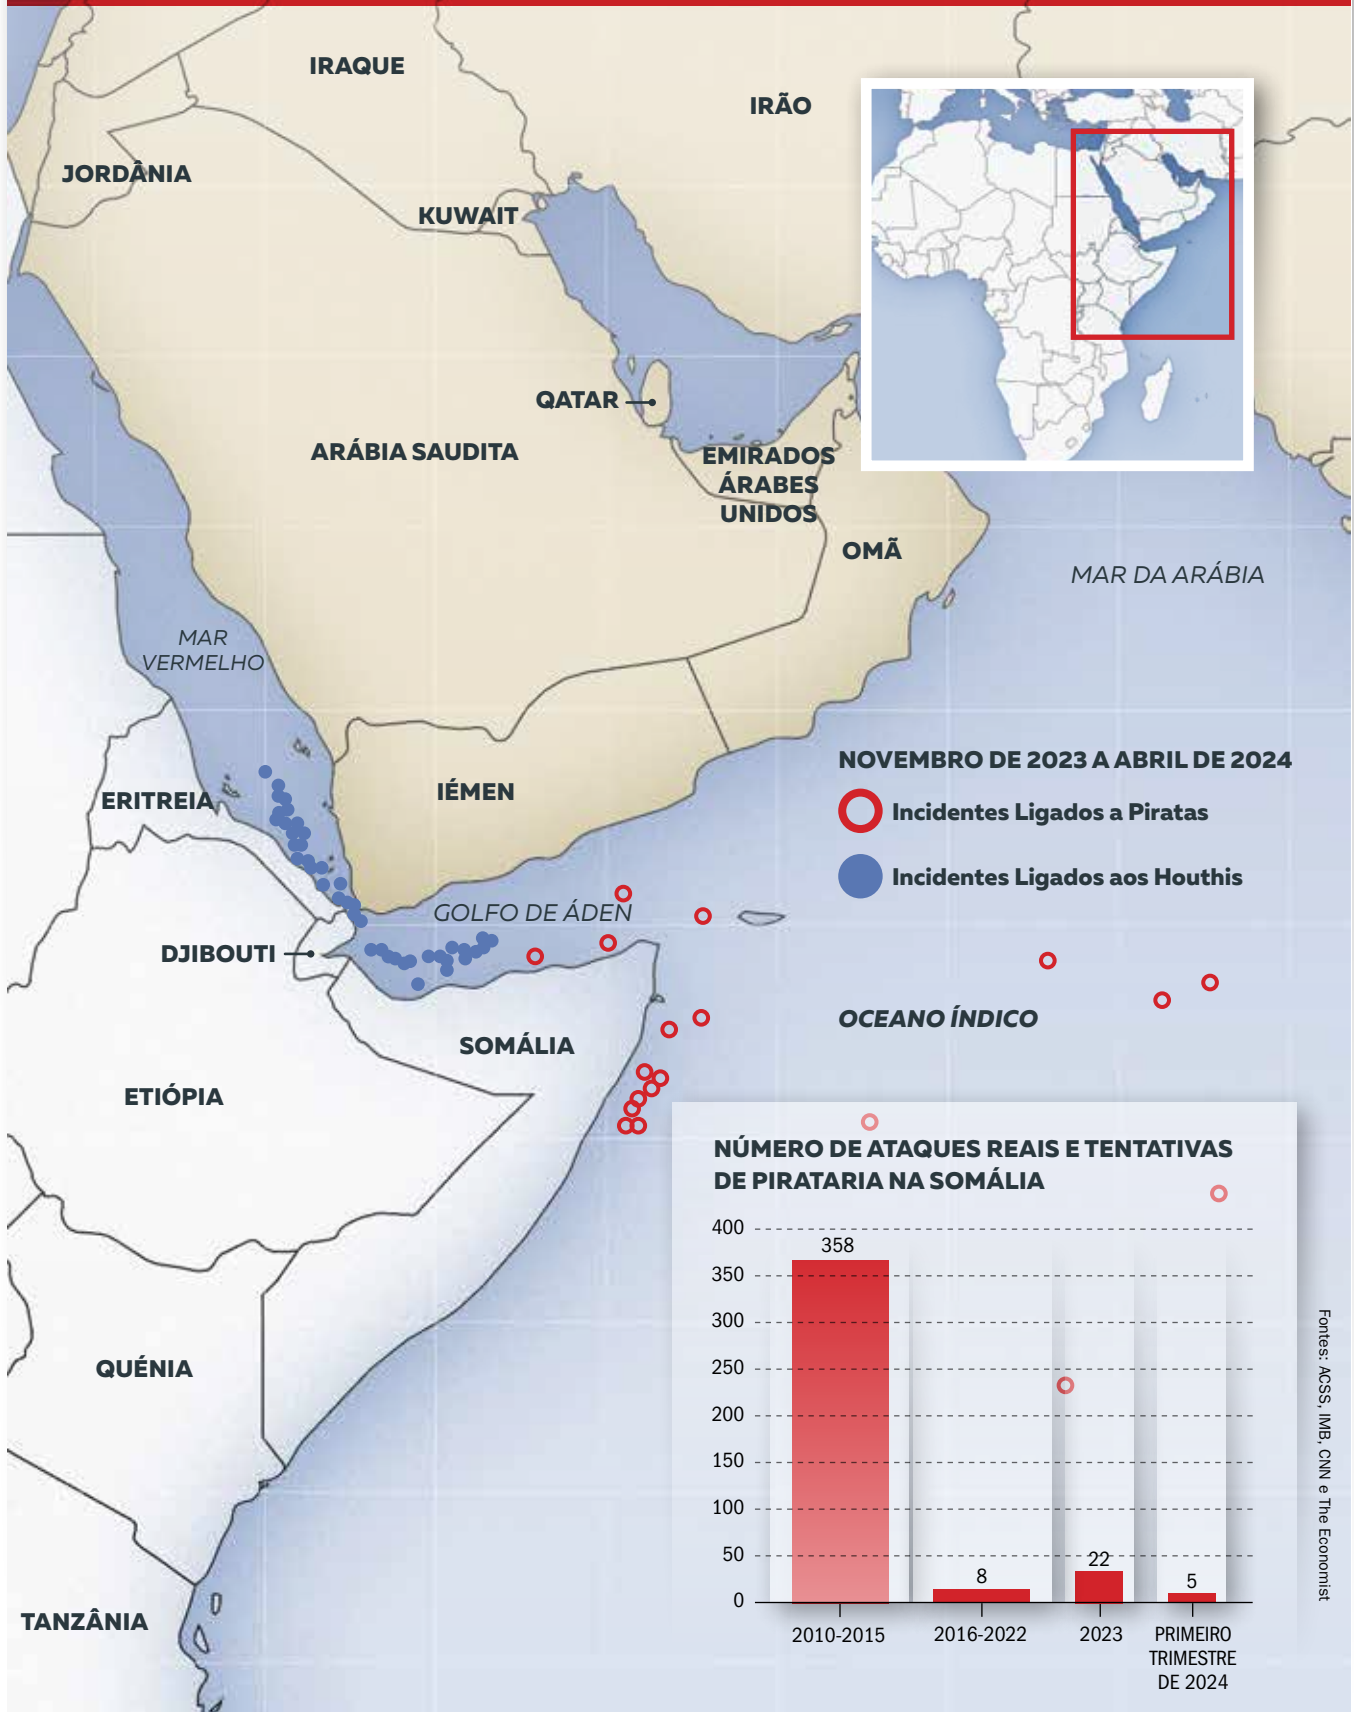 IRAQUE
IRÃO
JORDÂNIA
KUWAIT
QATAR
ARÁBIA SAUDITA
EMIRADOS
ÁRABES
UNIDOS
OMÃ
MAR DA ARÁBIA
MAR
VERMELHO
NOVEMBRO DE 2023 A ABRIL DE 2024
Incidentes Ligados a Piratas
Incidentes Ligados aos Houthis
ERITREIA
IÉMEN
GOLFO DE ÁDEN
DJIBOUTI
OCEANO ÍNDICO
SOMÁLIA
ETIÓPIA
QUÉNIA
TANZÂNIA
NÚMERO DE ATAQUES REAIS E TENTATIVAS
DE PIRATARIA NA SOMÁLIA
400
350
300
250
200
150
100
50
0
358
8
22
5
2010-2015
2016-2022
2023
PRIMEIRO
TRIMESTRE
DE 2024
Fontes: ACSS, IMB, CNN e The Economist